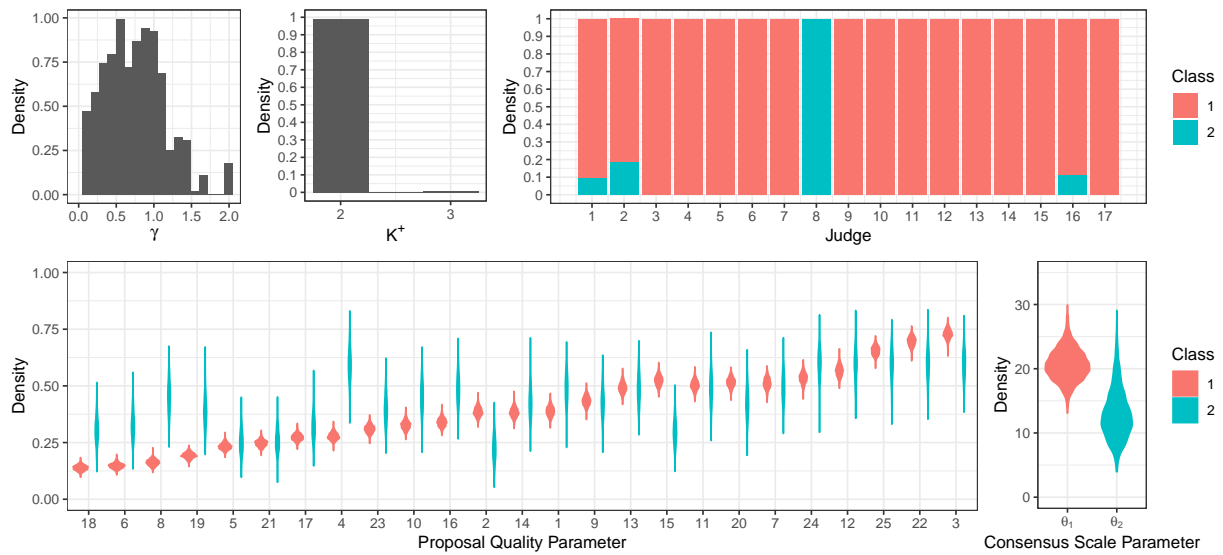 Density
1.00
0.75
0.50
0.25
0.00
0.0 0.5 1.0 1.5 2.0
γ
Density
1
0.9
0.8
0.7
0.6
0.5
0.4
0.3
0.2
0.1
0
2 3
K+
Density
1
0.9
0.8
0.7
0.6
0.5
0.4
0.3
0.2
0.1
0
1 2 3 4 5 6 7 8 9 10 11 12 13 14 15 16 17
Judge
Class
1
2
Density
1.00
0.75
0.50
0.25
0.00
18 6 8 19 5 21 17 4 23 10 16 2 14 1 9 13 15 11 20 7 24 12 25 22 3
Proposal Quality Parameter
Density
30
20
10
0
θ1 θ2
Consensus Scale Parameter
Class
1
2